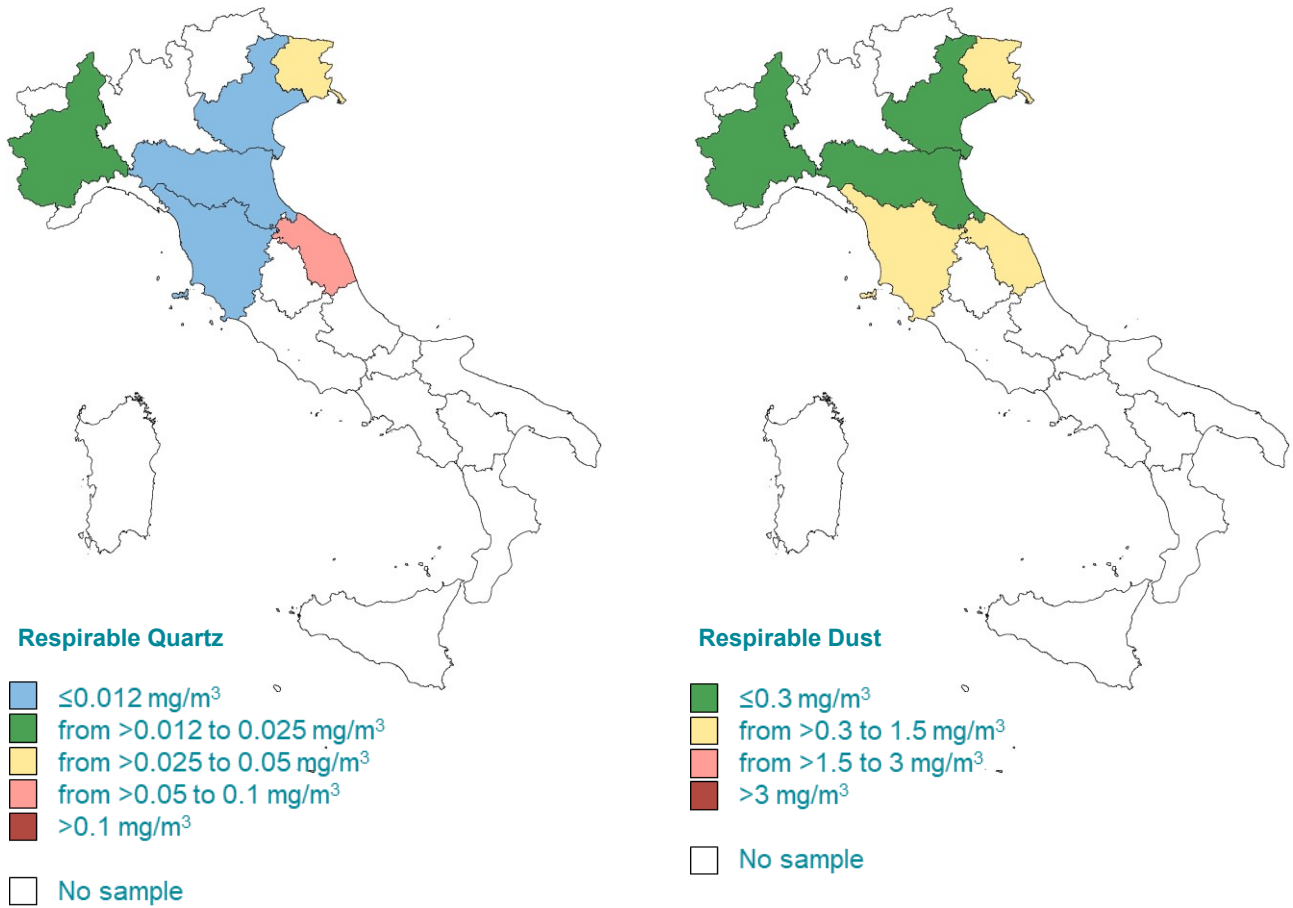 Respirable Quartz
≤0.012 mg/m³
from >0.012 to 0.025 mg/m³
from >0.025 to 0.05 mg/m³
from >0.05 to 0.1 mg/m³
>0.1 mg/m³
No sample
Respirable Dust
≤0.3 mg/m³
from >0.3 to 1.5 mg/m³
from >1.5 to 3 mg/m³
>3 mg/m³
No sample